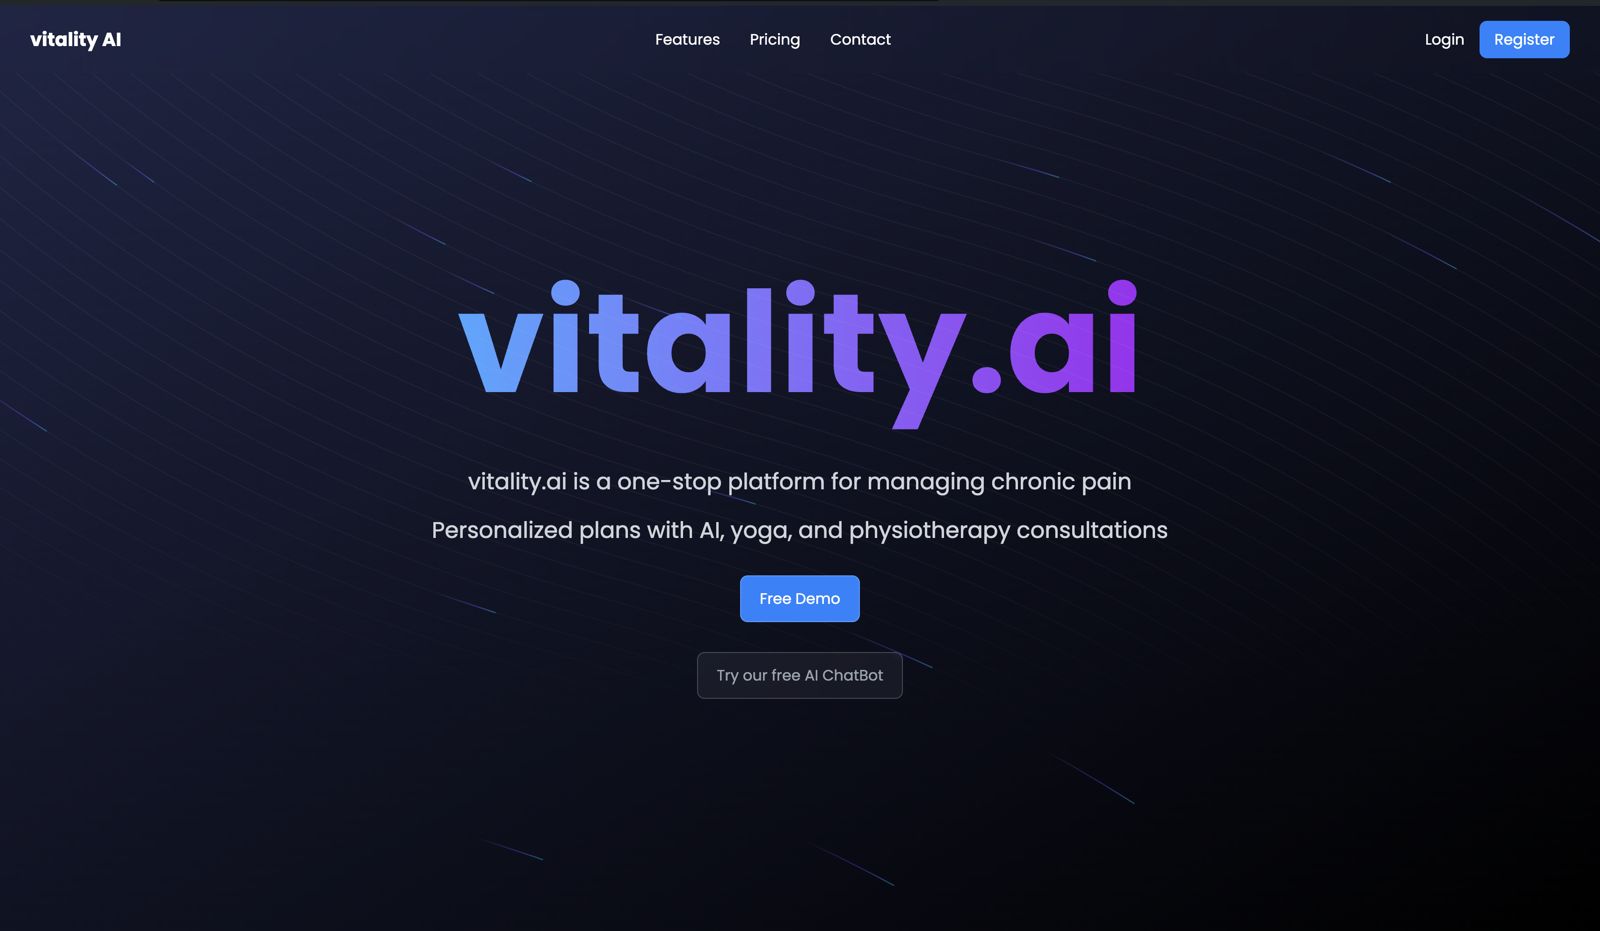 vitality AI
Features
Pricing
Contact
Login
Register
vitality.ai
vitality.ai is a one-stop platform for managing chronic pain
Personalized plans with AI, yoga, and physiotherapy consultations
Free Demo
Try our free AI ChatBot